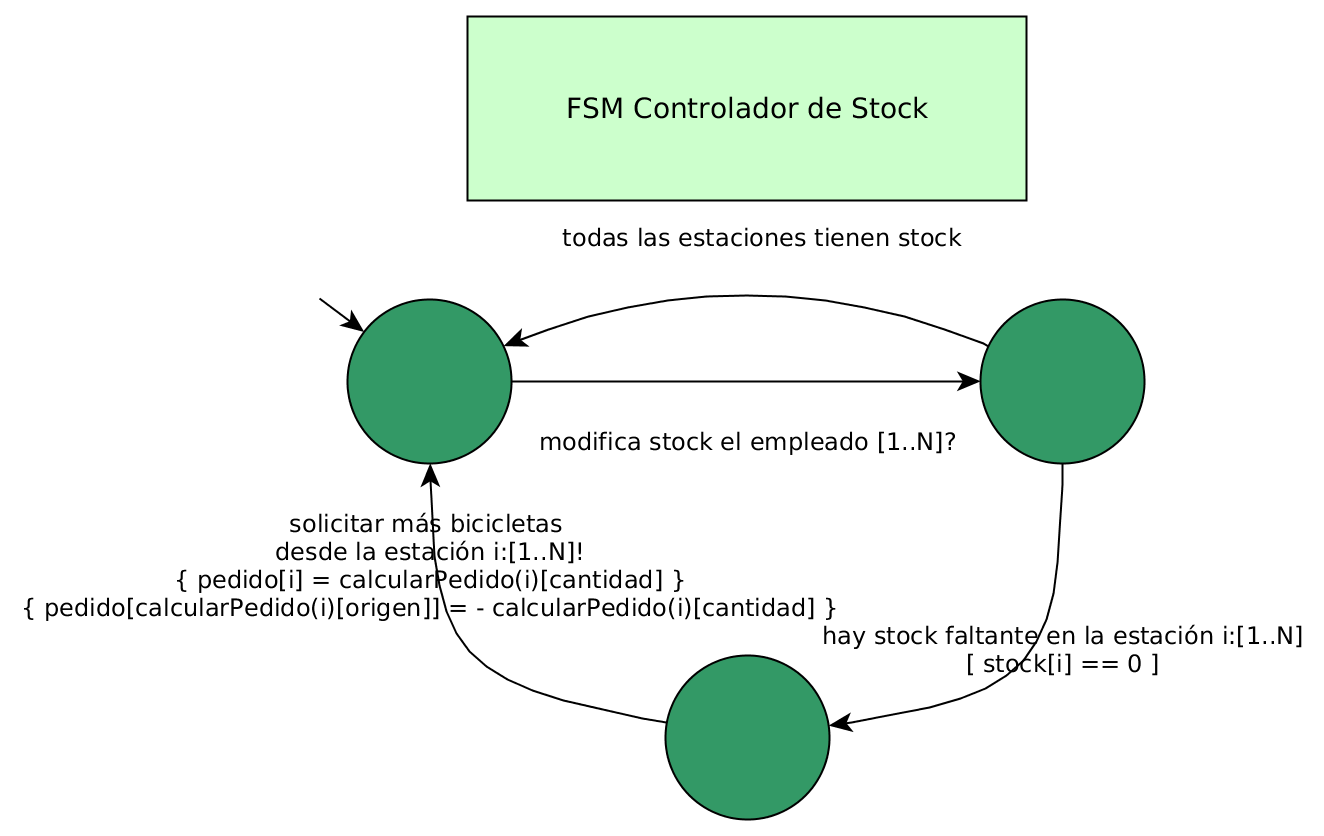 FSM Controlador de Stock
todas las estaciones tienen stock
modifica stock el empleado [1..N]?
solicitar más bicicletas
desde la estación i:[1..N]!
{ pedido[i] = calcularPedido(i)[cantidad] }
{ pedido[calcularPedido(i)[origen]] = - calcularPedido(i)[cantidad] }
hay stock faltante en la estación i:[1..N]
[ stock[i] == 0 ]